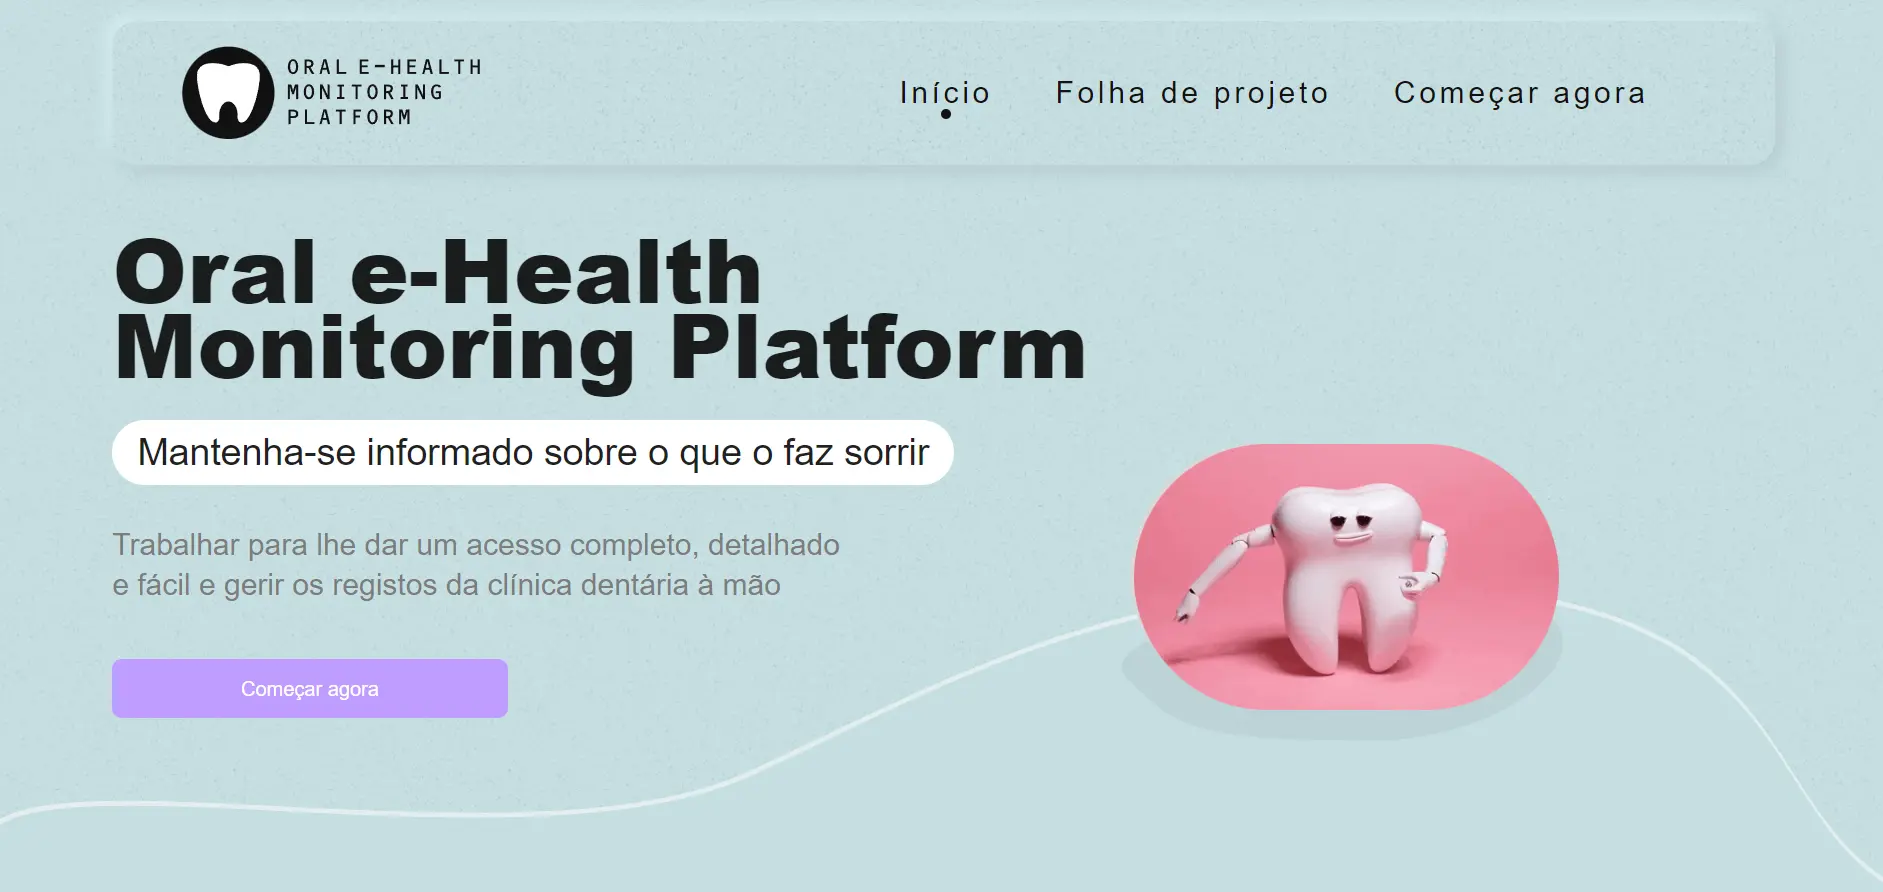 ORAL E-HEALTH
MONITORING
PLATFORM
Início
Folha de projeto
Começar agora
Oral e-Health
Monitoring Platform
Mantenha-se informado sobre o que o faz sorrir
Trabalhar para lhe dar um acesso completo, detalhado
e fácil e gerir os registos da clínica dentária à mão
Começar agora